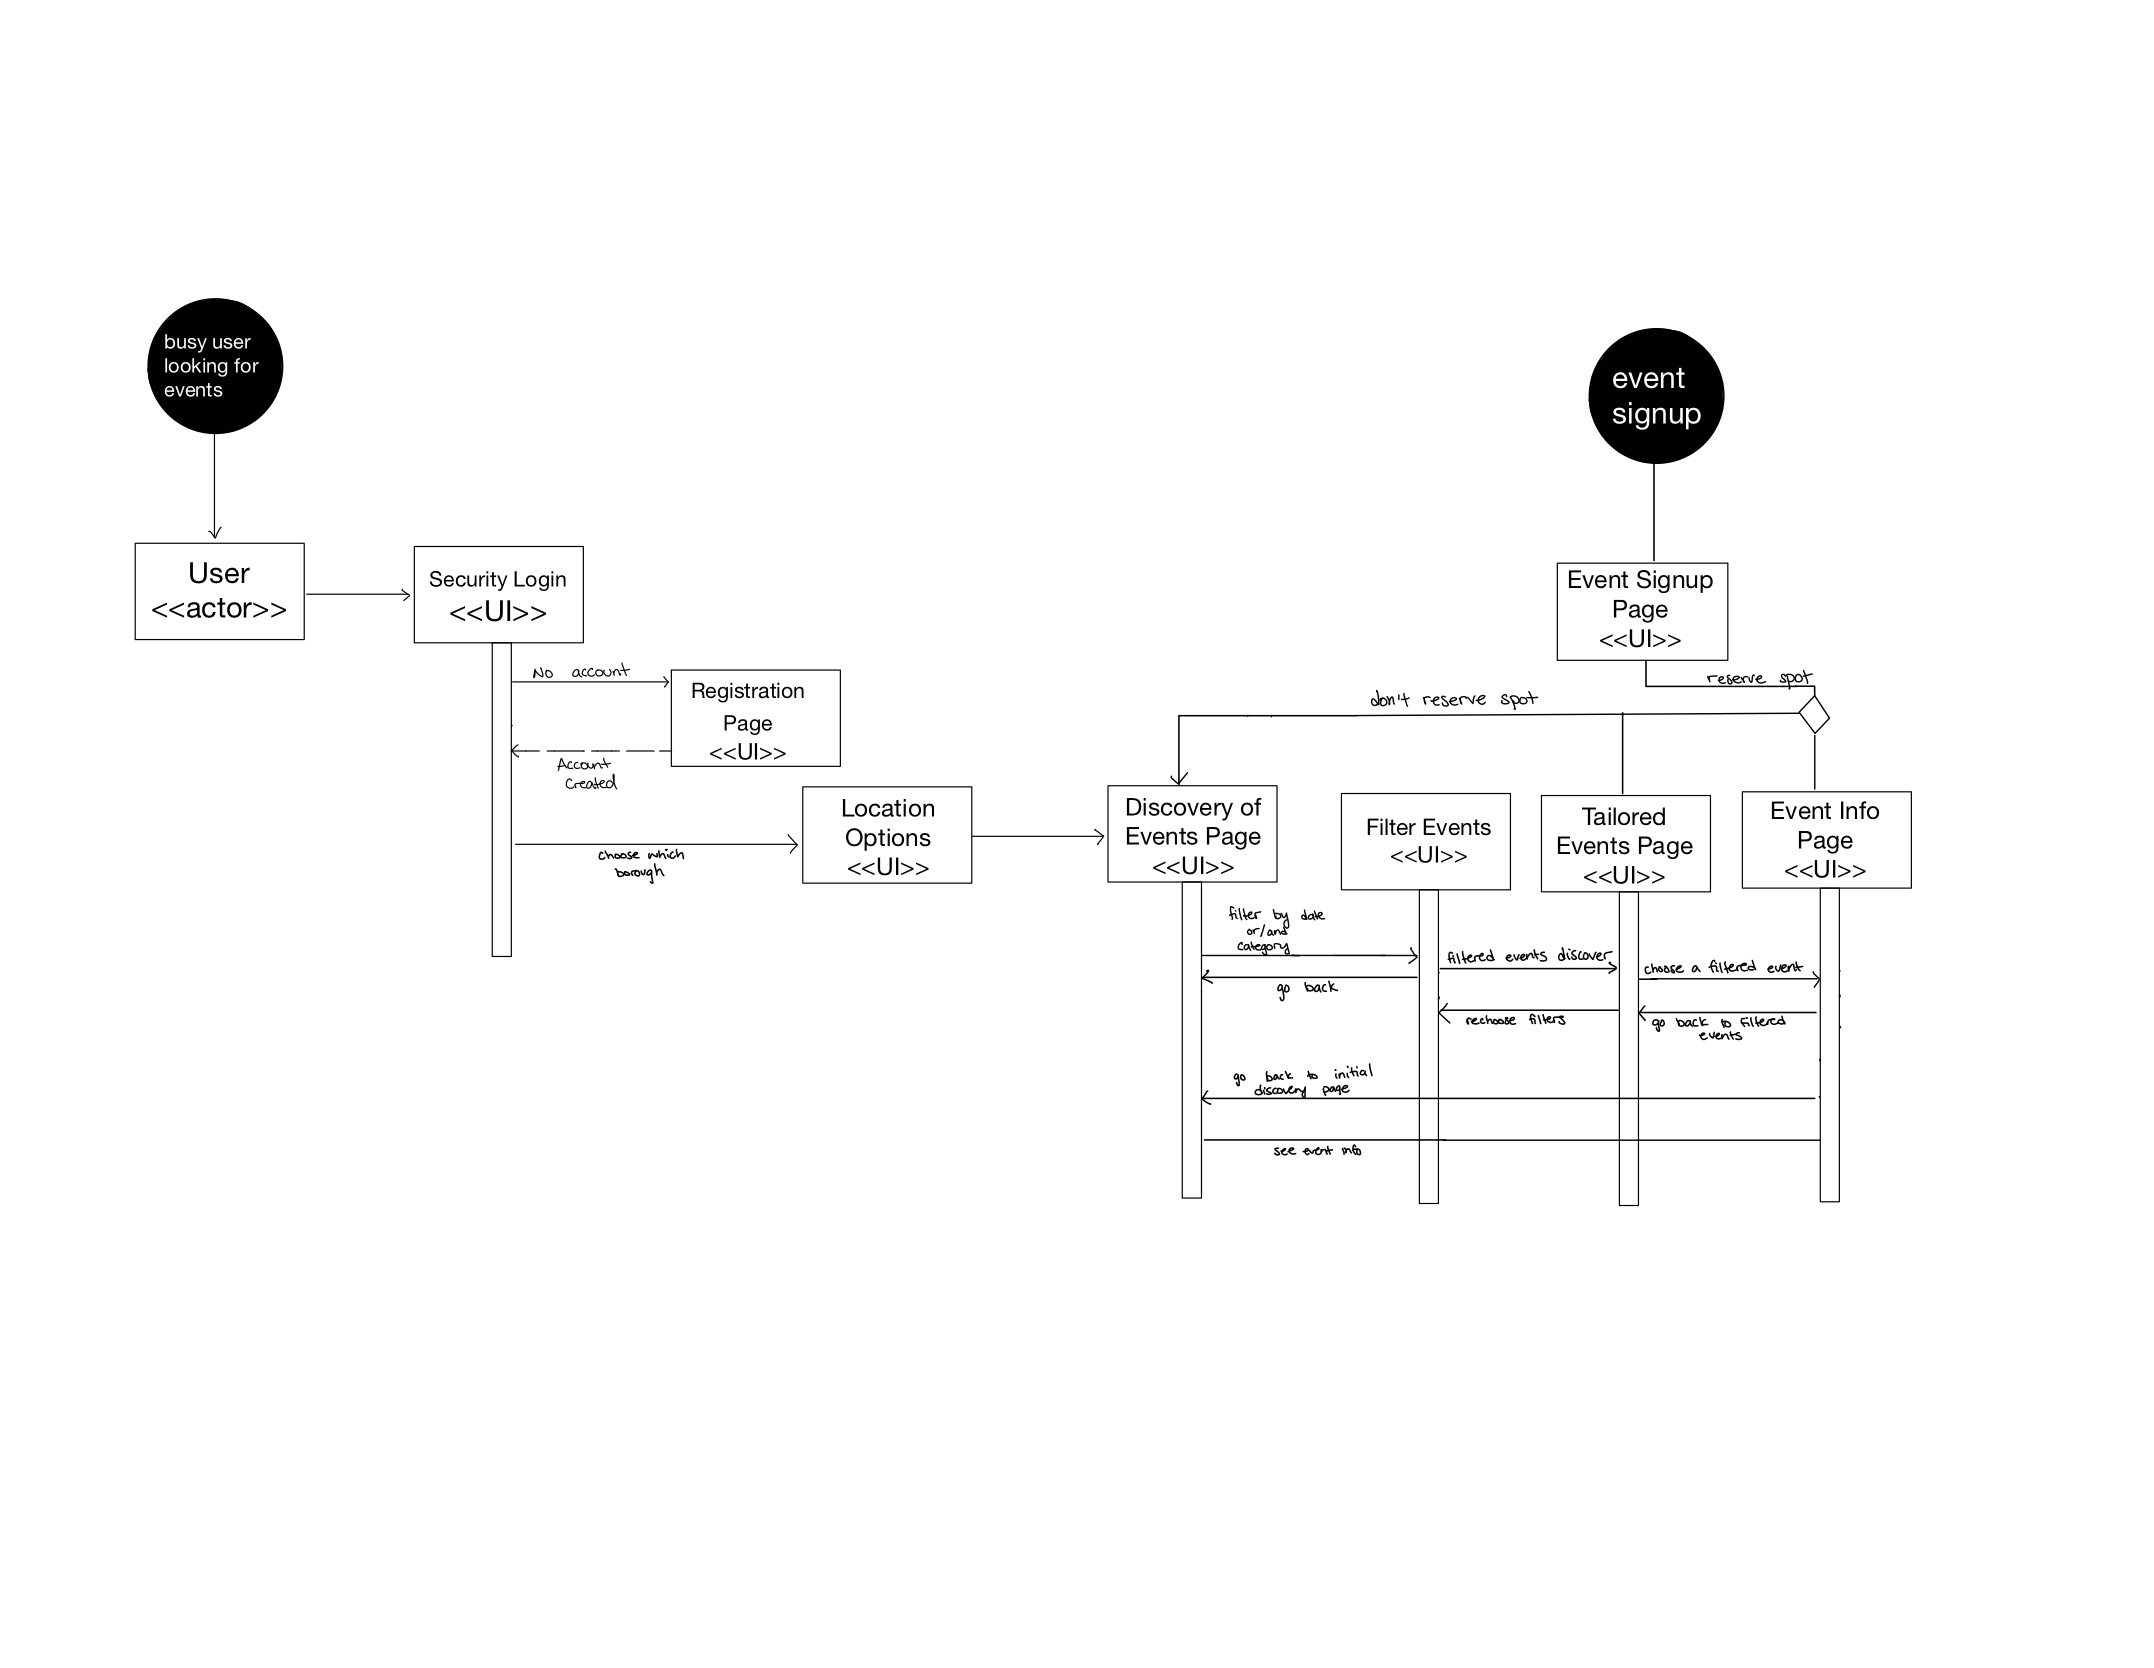 busy user
looking for
events
event
signup
User
<<actor>>
Security Login
<<UI>>
Event Signup
Page
<<UI>>
No account
Registration
Page
<<UI>>
Account
Created
reserve spot
don't reserve spot
choose which
borough
Location
Options
<<UI>>
Discovery of
Events Page
<<UI>>
Filter Events
<<UI>>
Tailored
Events Page
<<UI>>
Event Info
Page
<<UI>>
filter by date
or/and
category
go back
filtered events discover
rechoose filters
choose a filtered event
go back to filtered
events
go back to initial
discovery page
see event info